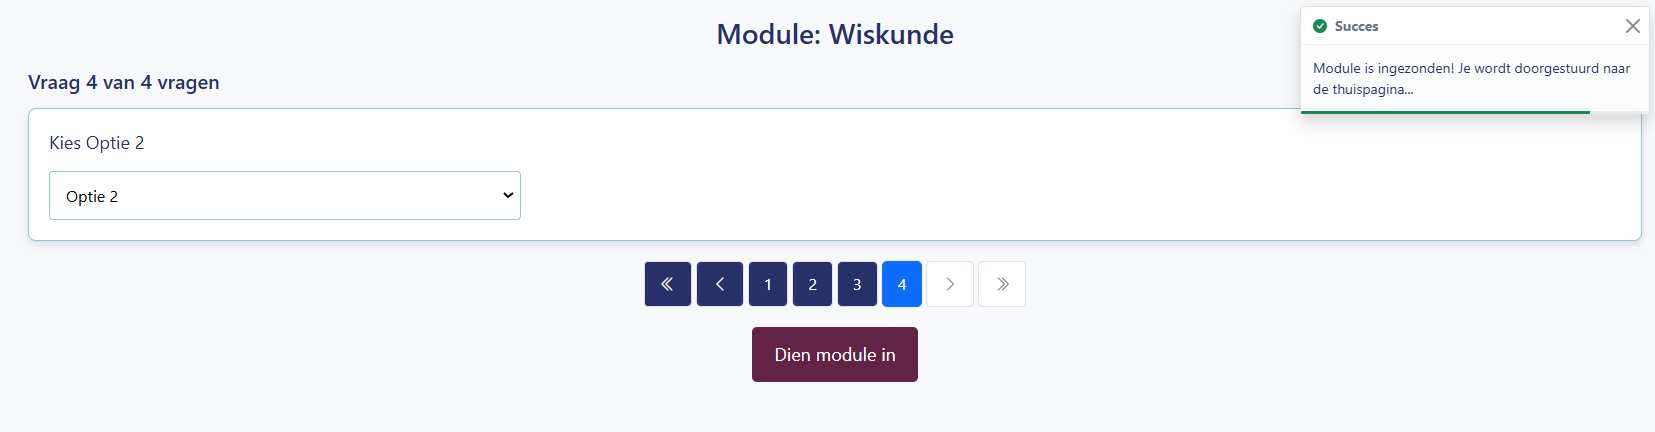 Module: Wiskunde
Succes
Module is ingezonden! Je wordt doorgestuurd naar
de thuispagina...
Vraag 4 van 4 vragen
Kies Optie 2
Optie 2
1 2 3 4
Dien module in